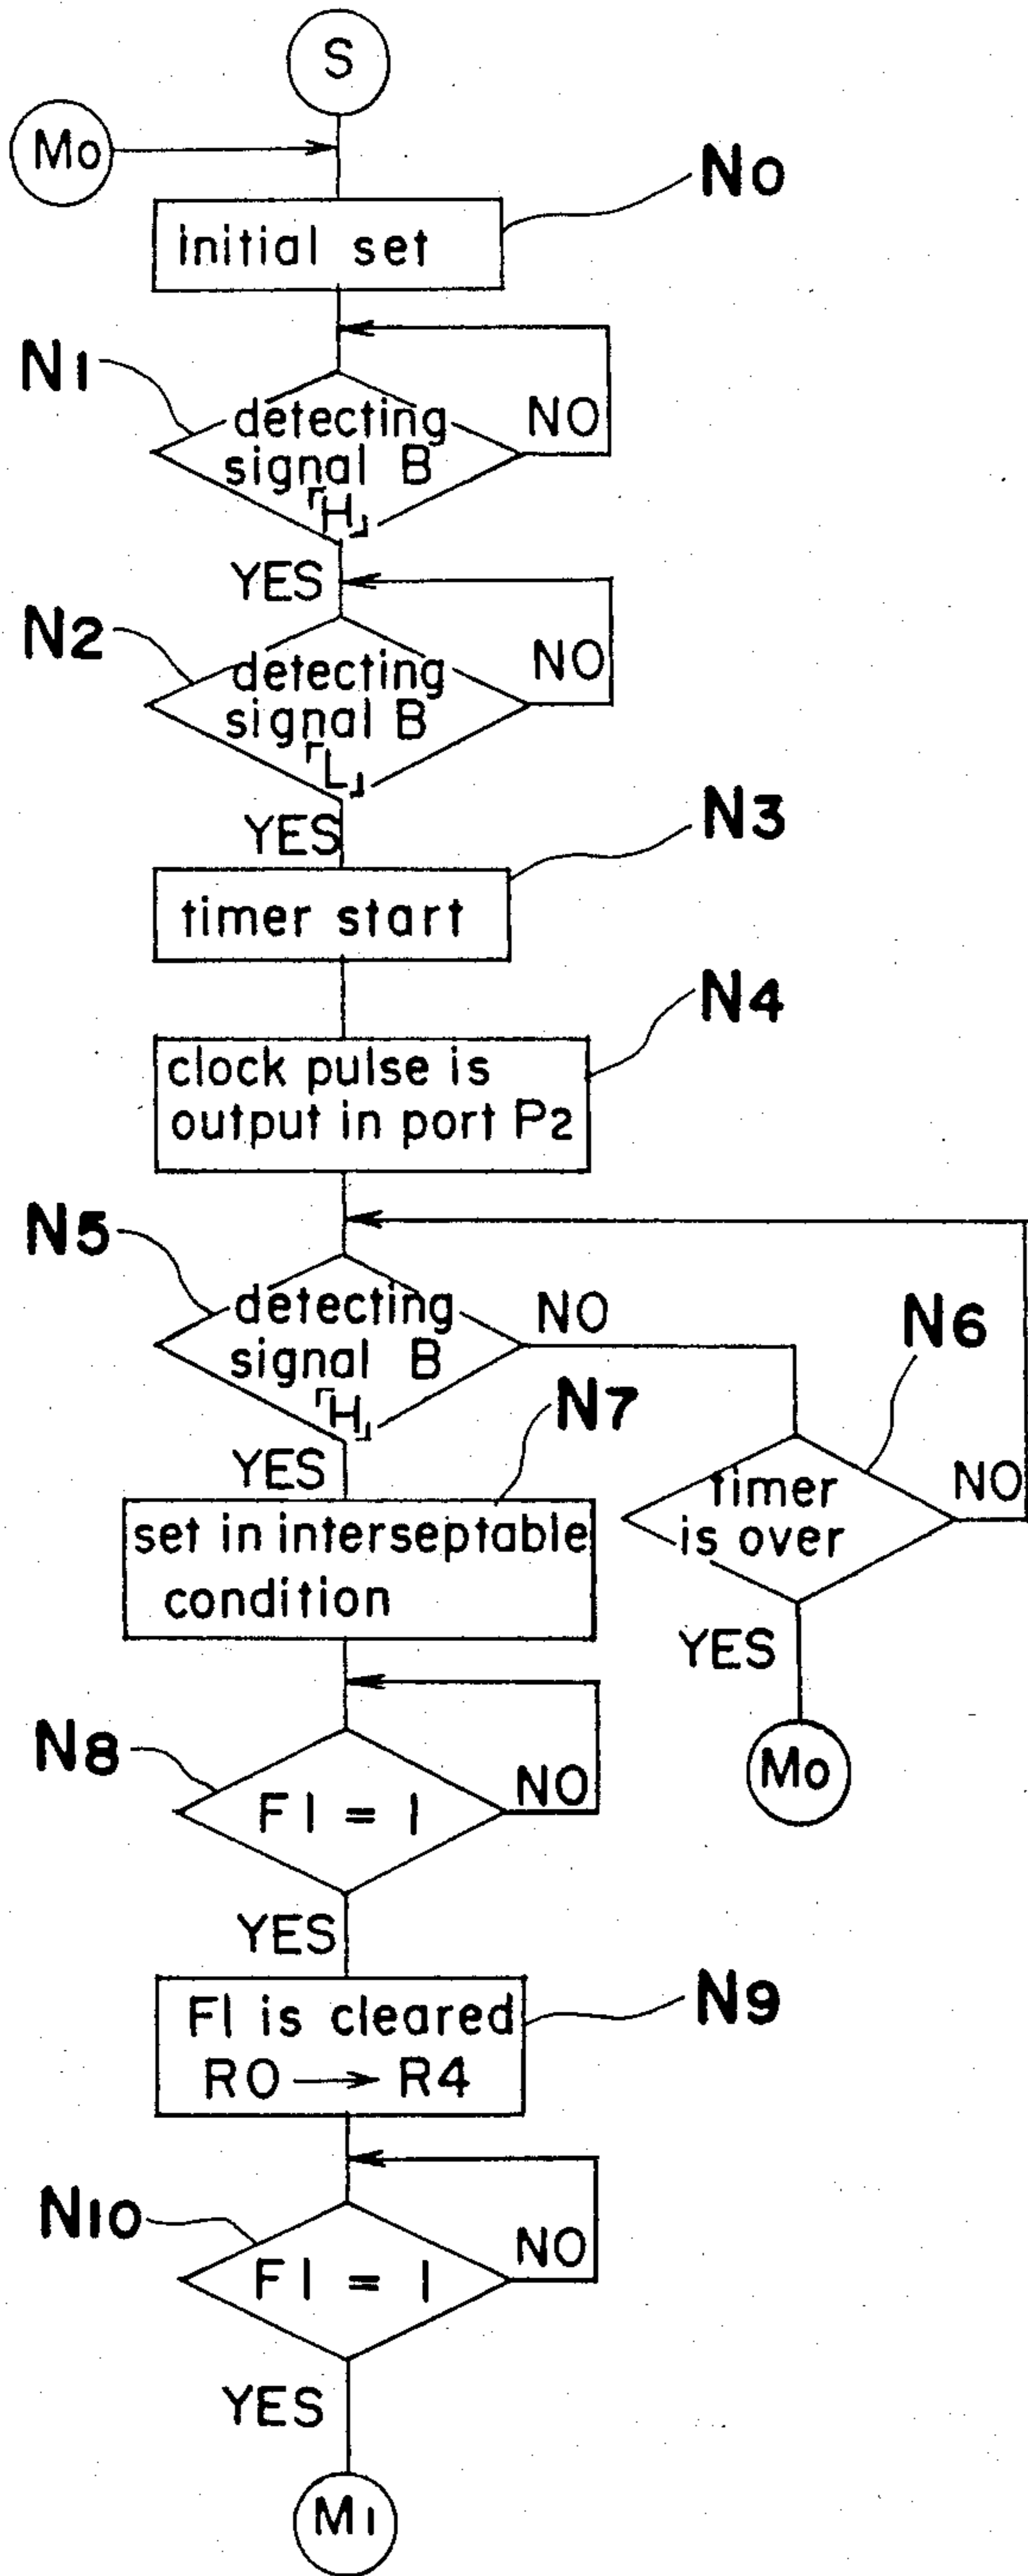 S
Mo
No
initial set
N1
detecting
signal B
「H」
NO
YES
N2
detecting
signal B
「L」
NO
YES
N3
timer start
N4
clock pulse is
output in port P2
N5
detecting
signal B
「H」
NO
N6
timer
is over
NO
YES
Mo
YES
N7
set in interseptable
condition
N8
F1 = 1
NO
YES
N9
F1 is cleared
R0 → R4
N10
F1 = 1
NO
YES
M1